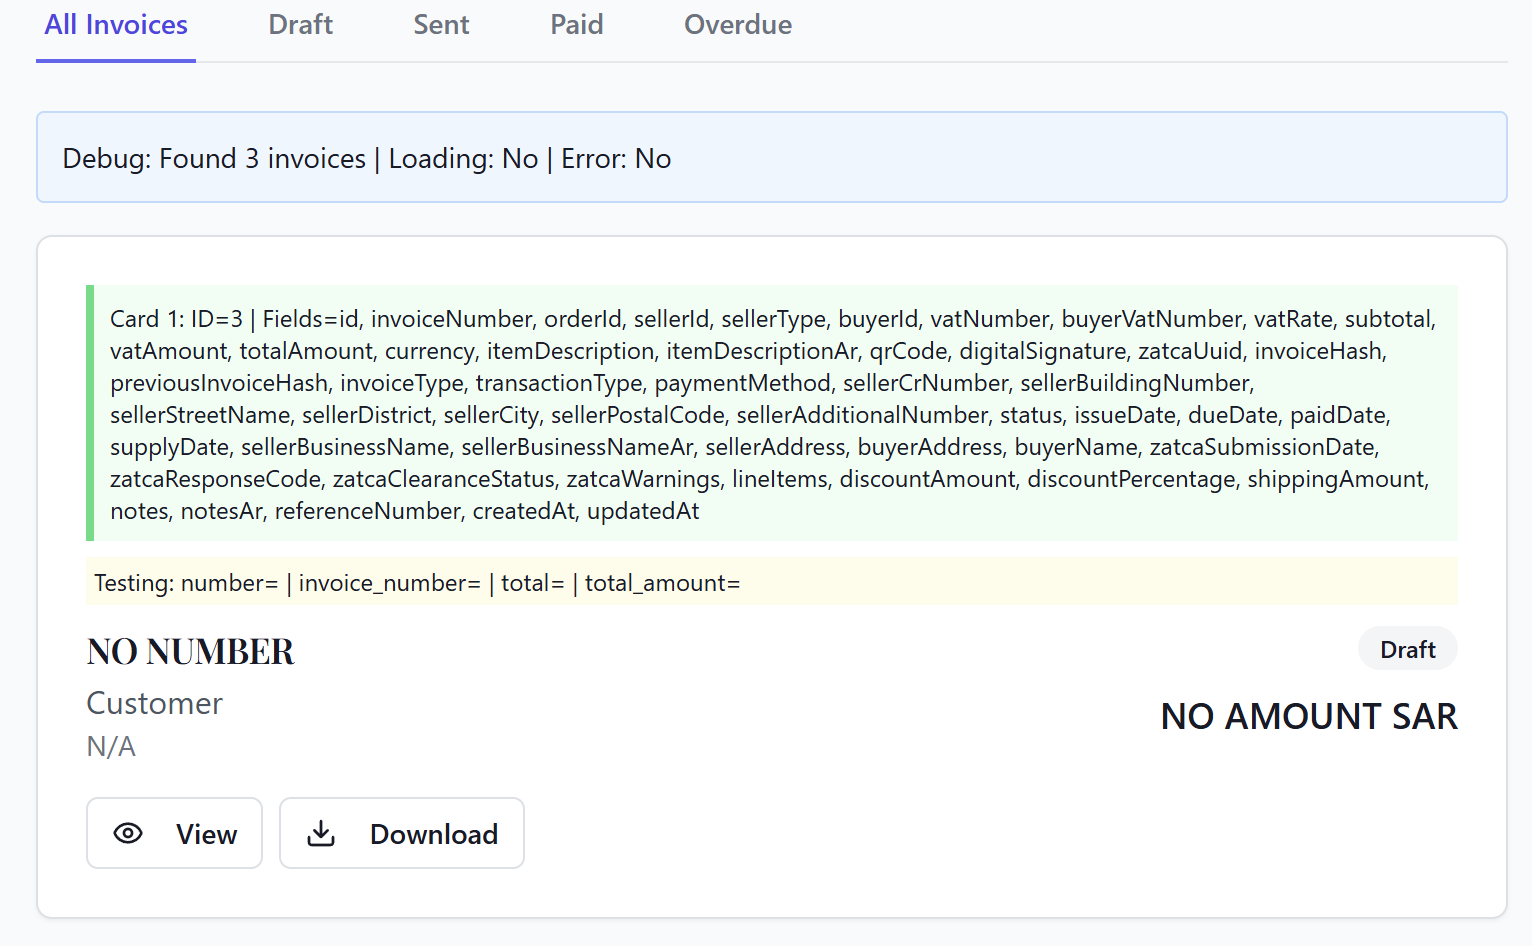 All Invoices Draft Sent Paid Overdue
Debug: Found 3 invoices | Loading: No | Error: No
Card 1: ID=3 | Fields=id, invoiceNumber, orderId, sellerId, sellerType, buyerId, vatNumber, buyerVatNumber, vatRate, subtotal,
vatAmount, totalAmount, currency, itemDescription, itemDescriptionAr, qrCode, digitalSignature, zatcaUuid, invoiceHash,
previousInvoiceHash, invoiceType, transactionType, paymentMethod, sellerCrNumber, sellerBuildingNumber,
sellerStreetName, sellerDistrict, sellerCity, sellerPostalCode, sellerAdditionalNumber, status, issueDate, dueDate, paidDate,
supplyDate, sellerBusinessName, sellerBusinessNameAr, sellerAddress, buyerAddress, buyerName, zatcaSubmissionDate,
zatcaResponseCode, zatcaClearanceStatus, zatcaWarnings, lineItems, discountAmount, discountPercentage, shippingAmount,
notes, notesAr, referenceNumber, createdAt, updatedAt
Testing: number= | invoice_number= | total= | total_amount=
NO NUMBER
Draft
Customer
NO AMOUNT SAR
N/A
View
Download